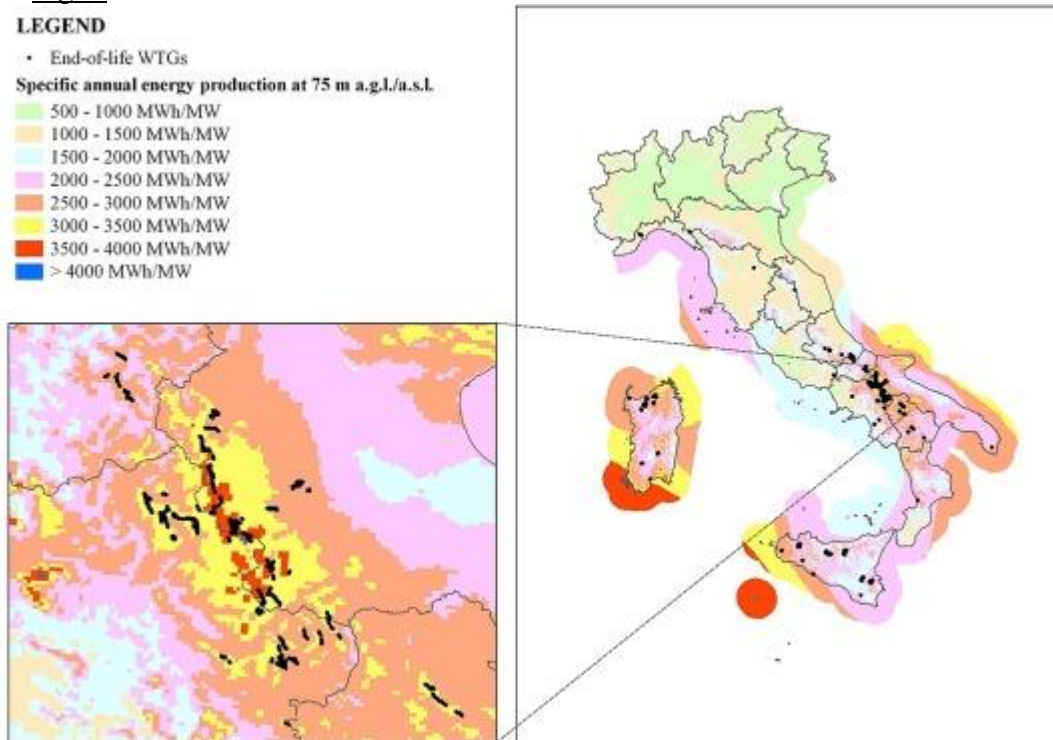 LEGEND
End-of-life WTGs
Specific annual energy production at 75 m a.g.l./a.s.l.
500 - 1000 MWh/MW
1000 - 1500 MWh/MW
1500 - 2000 MWh/MW
2000 - 2500 MWh/MW
2500 - 3000 MWh/MW
3000 - 3500 MWh/MW
3500 - 4000 MWh/MW
> 4000 MWh/MW